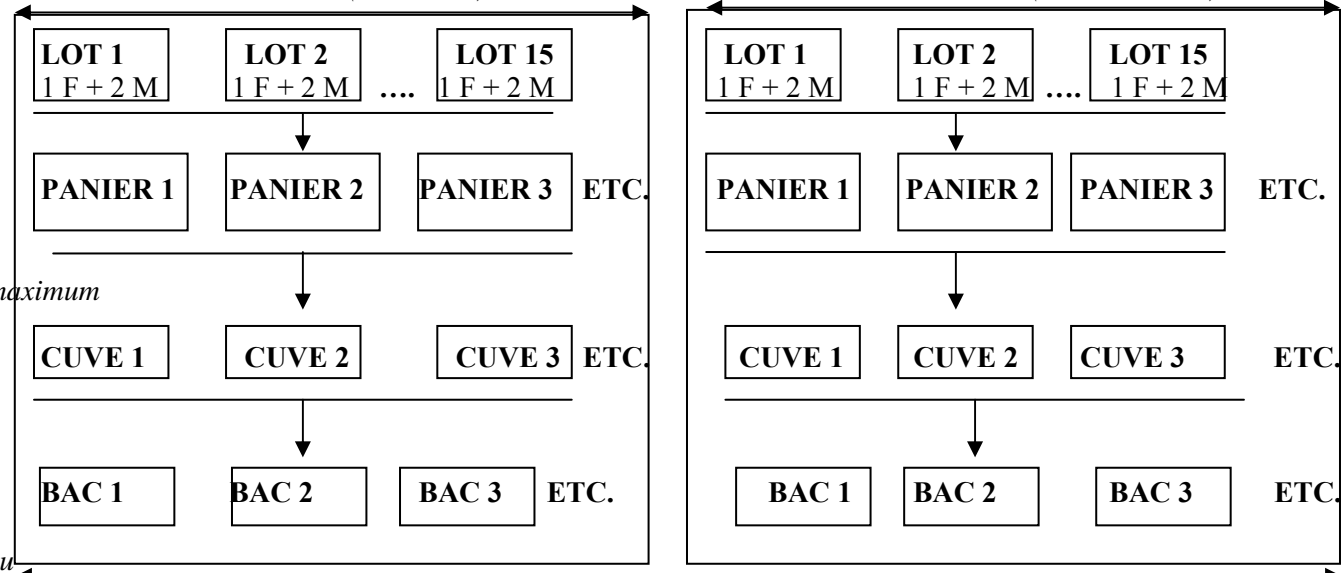 LOT 1 LOT 2 LOT 15 LOT 1 LOT 2 LOT 15
1 F + 2 M 1 F + 2 M …. 1 F + 2 M 1 F + 2 M 1 F + 2 M …. 1 F + 2 M
PANIER 1 PANIER 2 PANIER 3 ETC. PANIER 1 PANIER 2 PANIER 3 ETC.
maximum
CUVE 1 CUVE 2 CUVE 3 ETC. CUVE 1 CUVE 2 CUVE 3 ETC.
BAC 1 BAC 2 BAC 3 ETC. BAC 1 BAC 2 BAC 3 ETC.
u